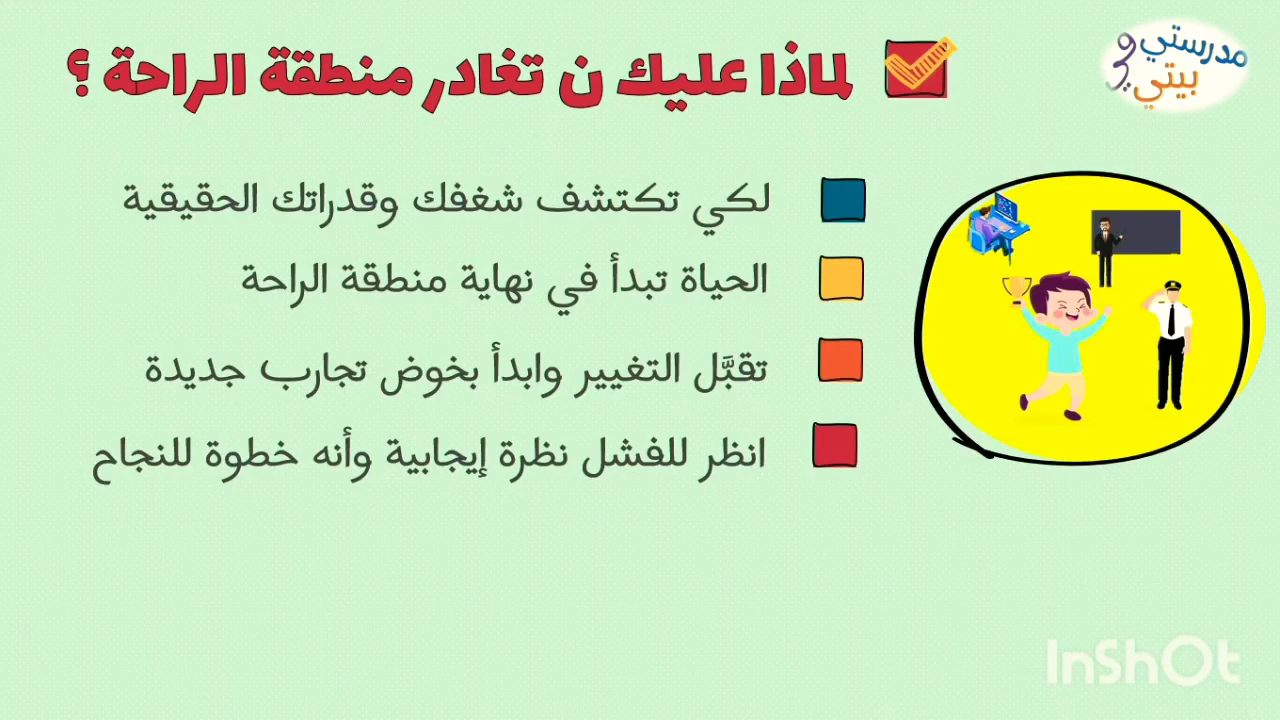 مدرستي في بيتي
لماذا عليك ن تغادر منطقة الراحة ؟
لكي تكتشف شغفك وقدراتك الحقيقية
الحياة تبدأ في نهاية منطقة الراحة
تقبَّل التغيير وابدأ بخوض تجارب جديدة
انظر للفشل نظرة إيجابية وأنه خطوة للنجاح
InShOt